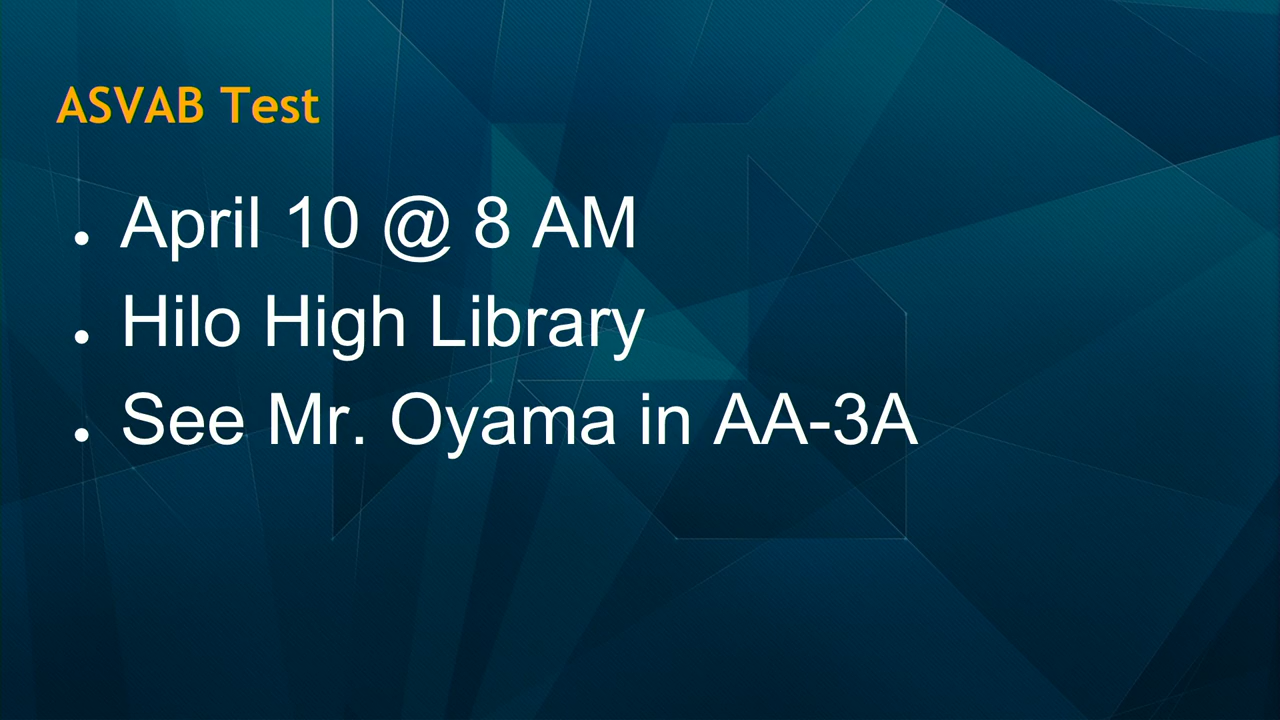 ASVAB Test
• April 10 @ 8 AM
• Hilo High Library
• See Mr. Oyama in AA-3A